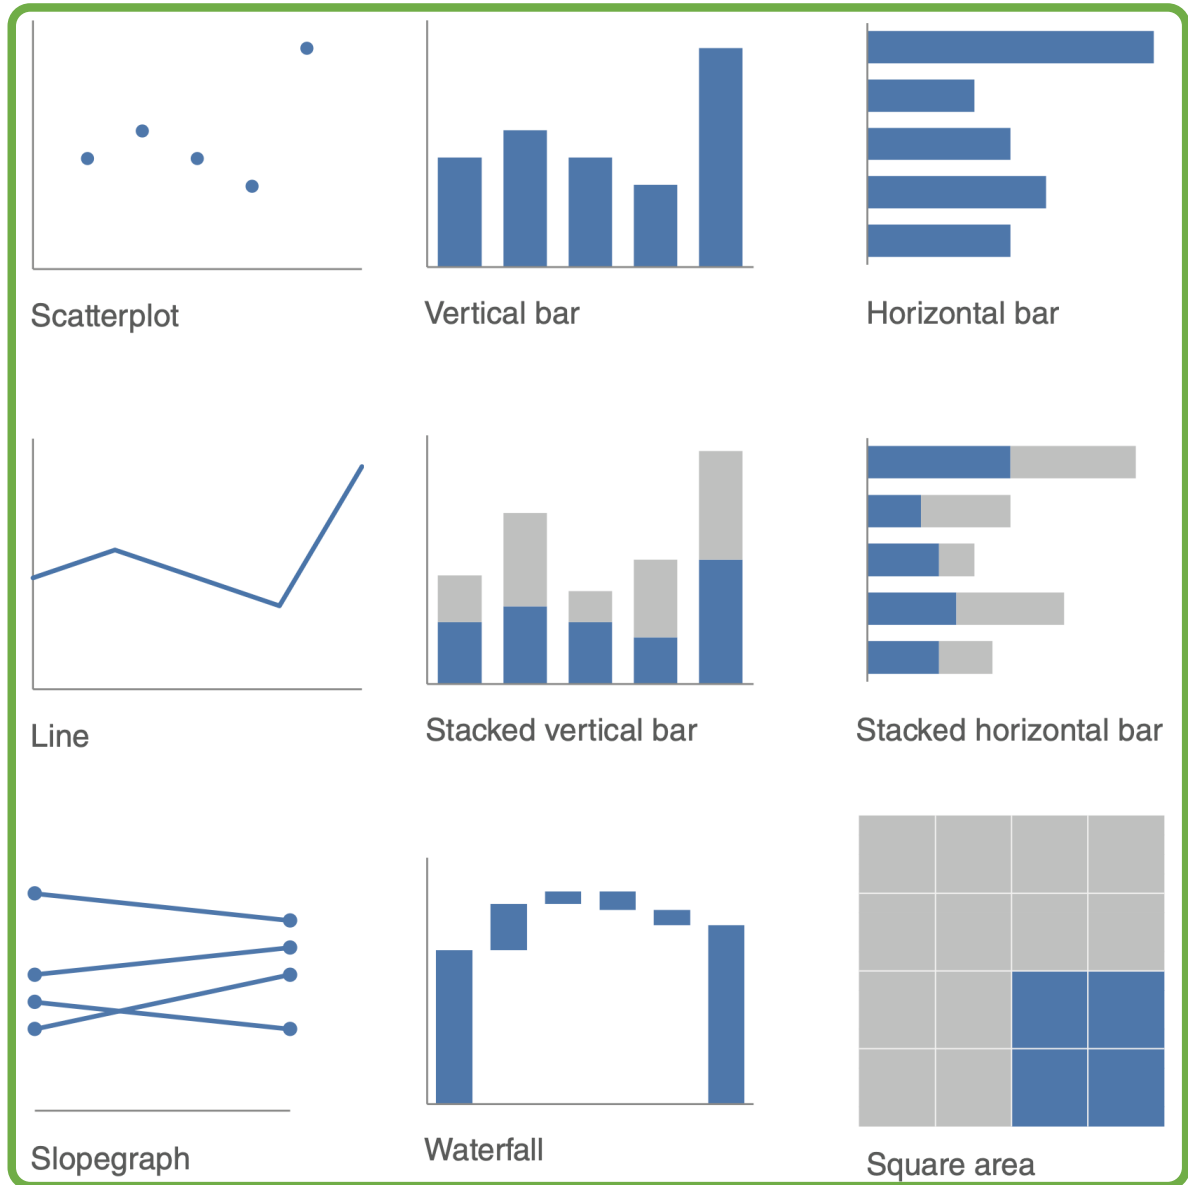 Scatterplot
Vertical bar
Horizontal bar
Line
Stacked vertical bar
Stacked horizontal bar
Slopegraph
Waterfall
Square area